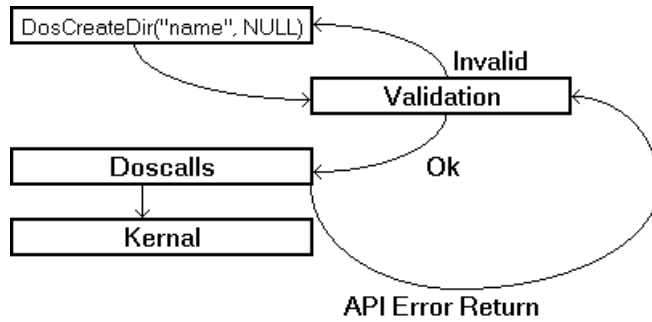 DosCreateDir("name", NULL)
Invalid
Validation
Doscalls
Ok
Kernal
API Error Return